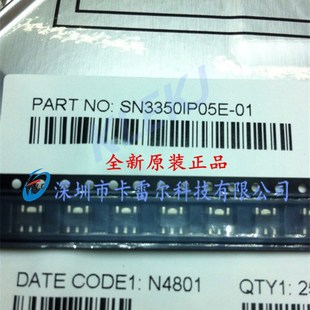 PART NO: SN3350IP05E-01
全新原装正品
深圳市卡雷尔科技有限公司
DATE CODE1: N4801
QTY1: 25